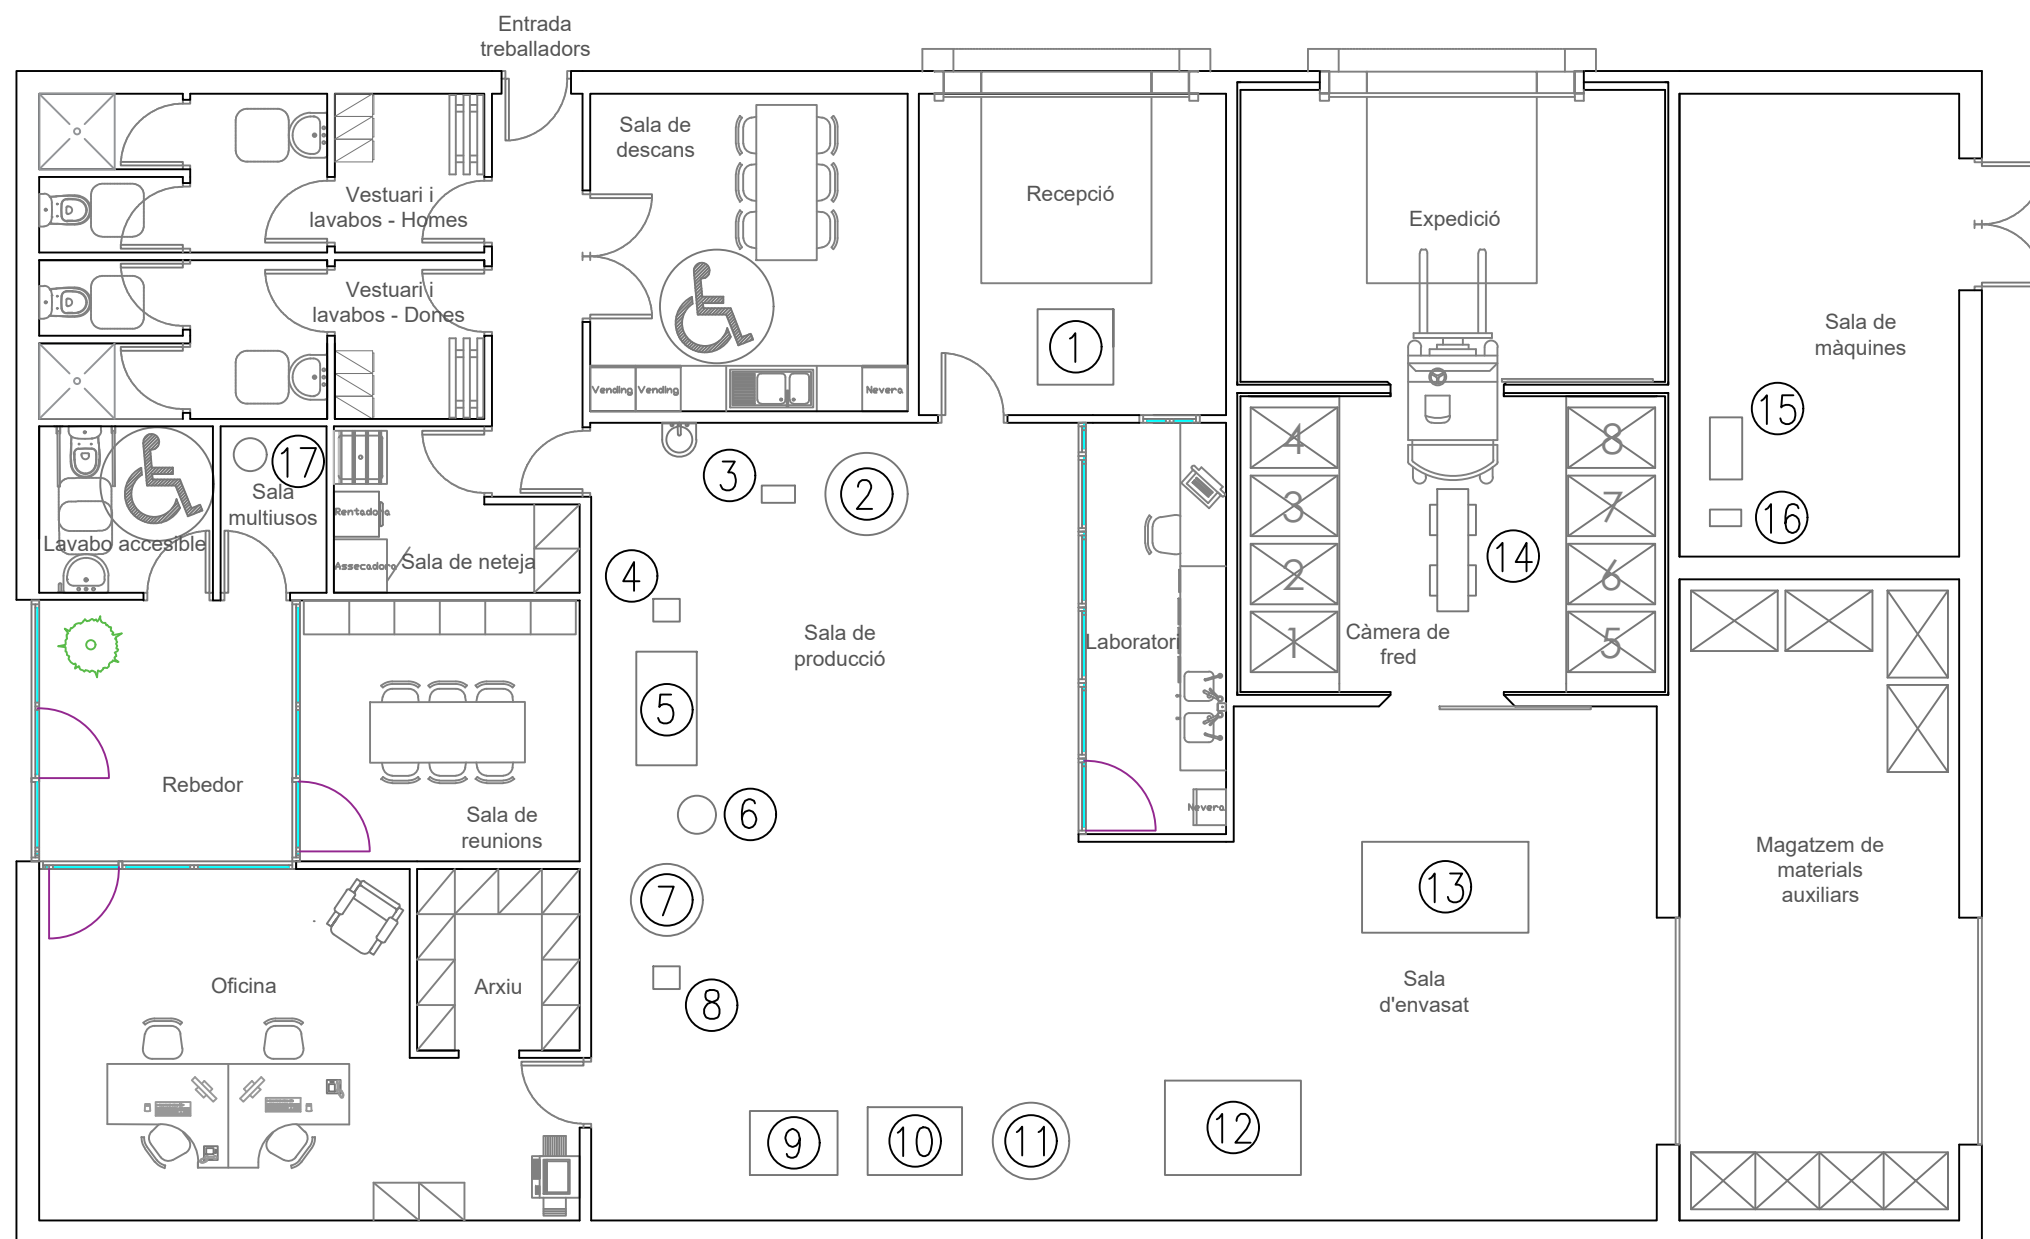 Entrada
treballadors
Sala de
descans
Recepció
Expedició
Vestuari i
lavabos - Homes
Vestuari i
lavabos - Dones
Sala de
màquines
1
Vending
Vending
Nevera
15
16
17
Sala
multiusos
Lavabo accesible
Rentadora
Assecadora
Sala de neteja
3
2
4
4
3
2
1
8
7
6
5
14
Càmera de
fred
Sala de
producció
Laboratori
5
6
7
8
Nevera
Rebedor
Sala de
reunions
Magatzem de
materials
auxiliars
13
Sala
d'envasat
Oficina
Arxiu
9
10
11
12